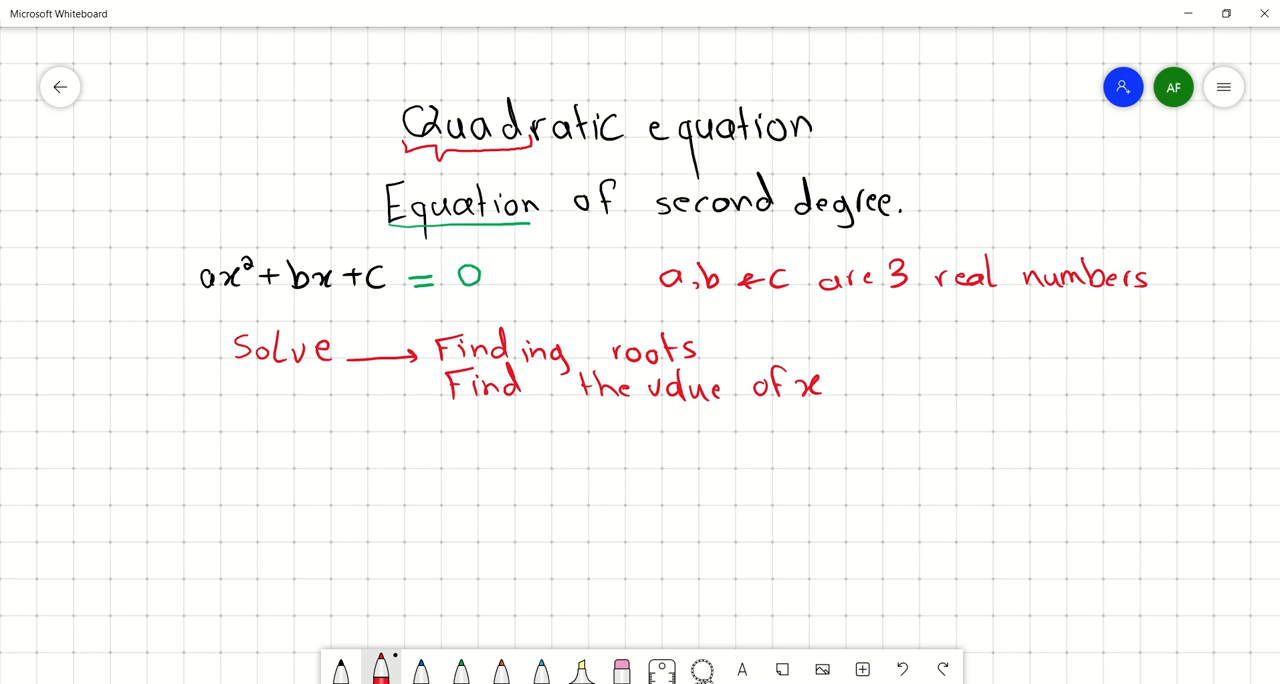 Microsoft Whiteboard
AF
Quadratic equation
Equation of second degree.
ax²+bx+c = 0
a,b & c are 3 real numbers
Solve → Finding roots
Find the value of x
A